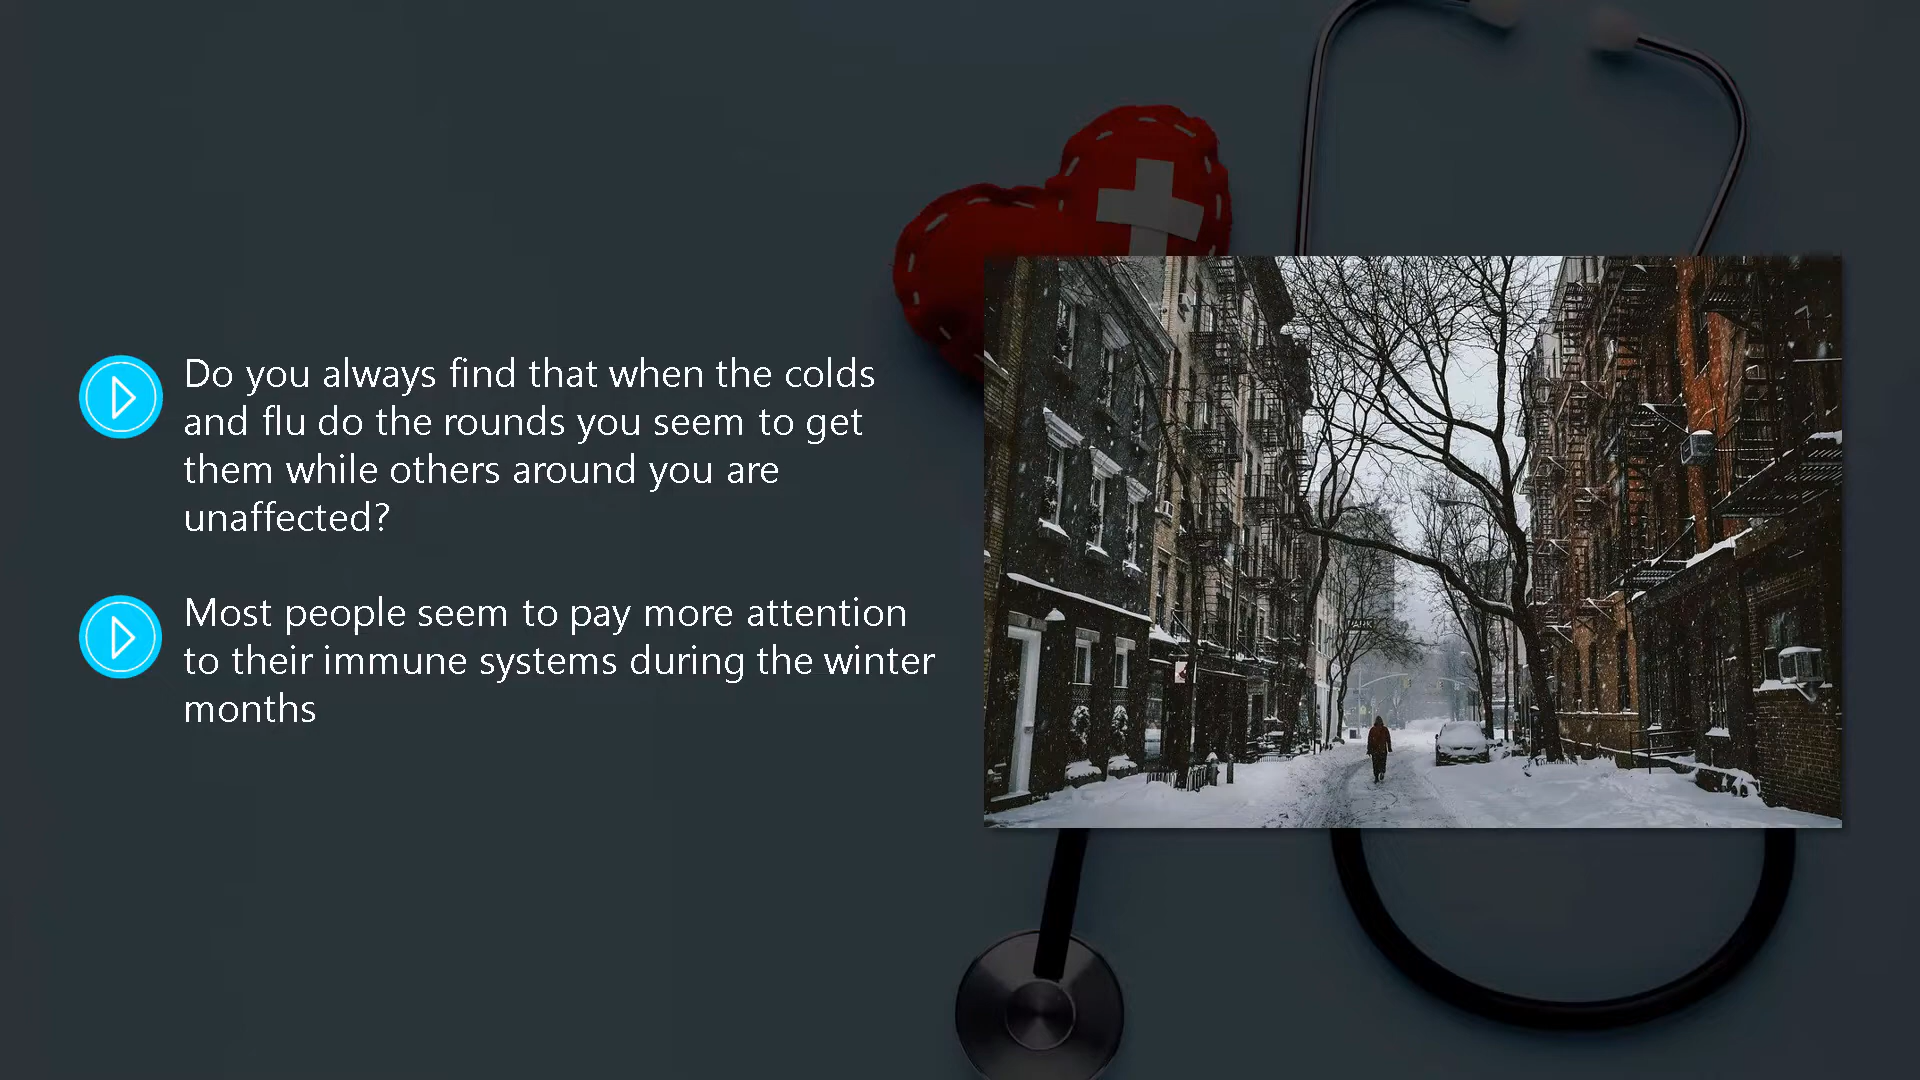 Do you always find that when the colds
and flu do the rounds you seem to get
them while others around you are
unaffected?
Most people seem to pay more attention
to their immune systems during the winter
months